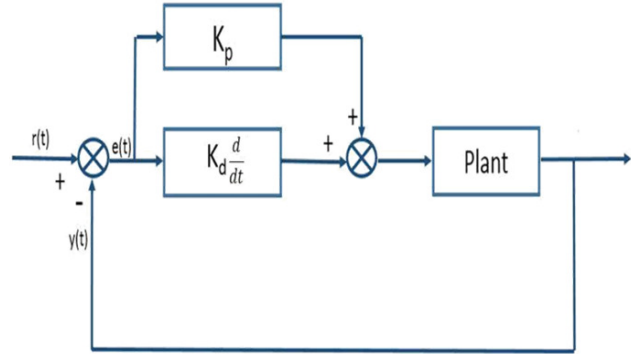 Kp
r(t)
e(t)
+
+
Kd d/dt
Plant
+
-
y(t)